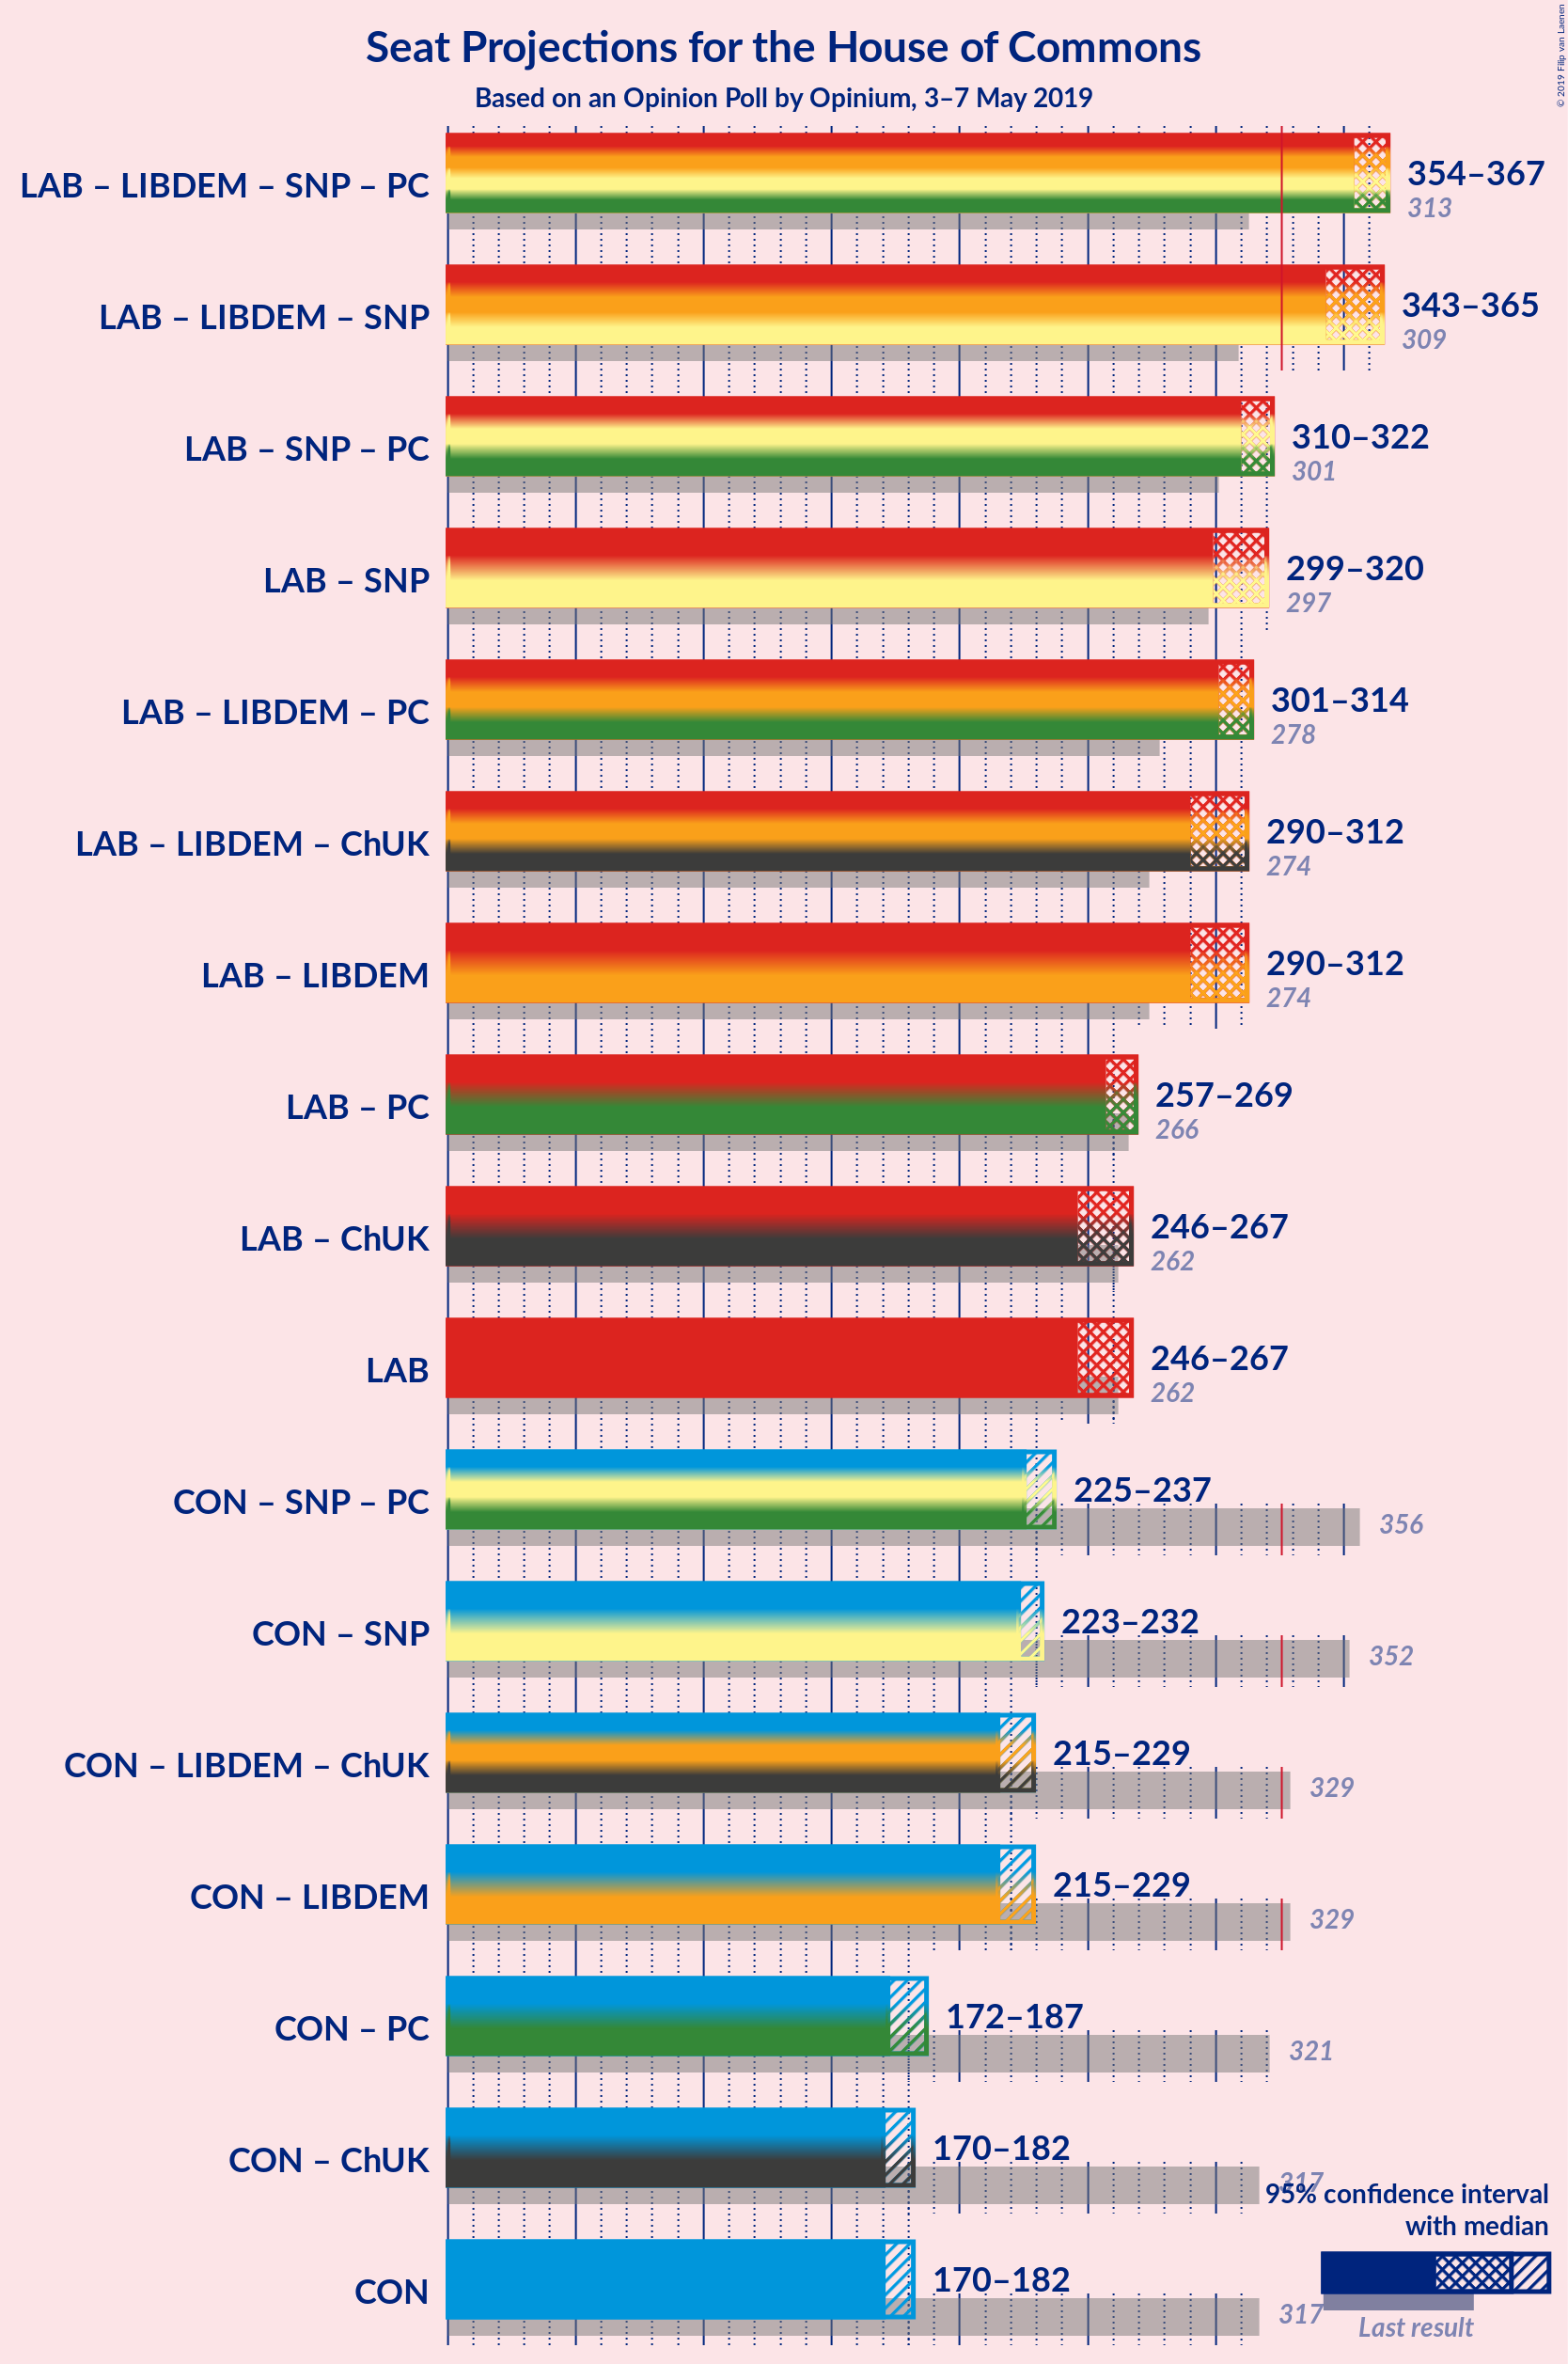 © 2019 Filip van Laenen
Seat Projections for the House of Commons
Based on an Opinion Poll by Opinium, 3–7 May 2019
LAB – LIBDEM – SNP – PC
354–367
313
LAB – LIBDEM – SNP
343–365
309
LAB – SNP – PC
310–322
301
LAB – SNP
299–320
297
LAB – LIBDEM – PC
301–314
278
LAB – LIBDEM – ChUK
290–312
274
LAB – LIBDEM
290–312
274
LAB – PC
257–269
266
LAB – ChUK
246–267
262
LAB
246–267
262
CON – SNP – PC
225–237
356
CON – SNP
223–232
352
CON – LIBDEM – ChUK
215–229
329
CON – LIBDEM
215–229
329
CON – PC
172–187
321
CON – ChUK
170–182
317
CON
170–182
317
95% confidence interval
with median
Last result